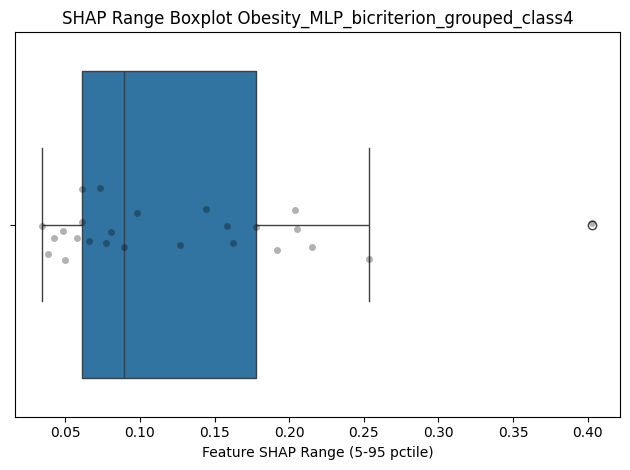 SHAP Range Boxplot Obesity_MLP_bicriterion_grouped_class4
0.05 0.10 0.15 0.20 0.25 0.30 0.35 0.40
Feature SHAP Range (5-95 pctile)